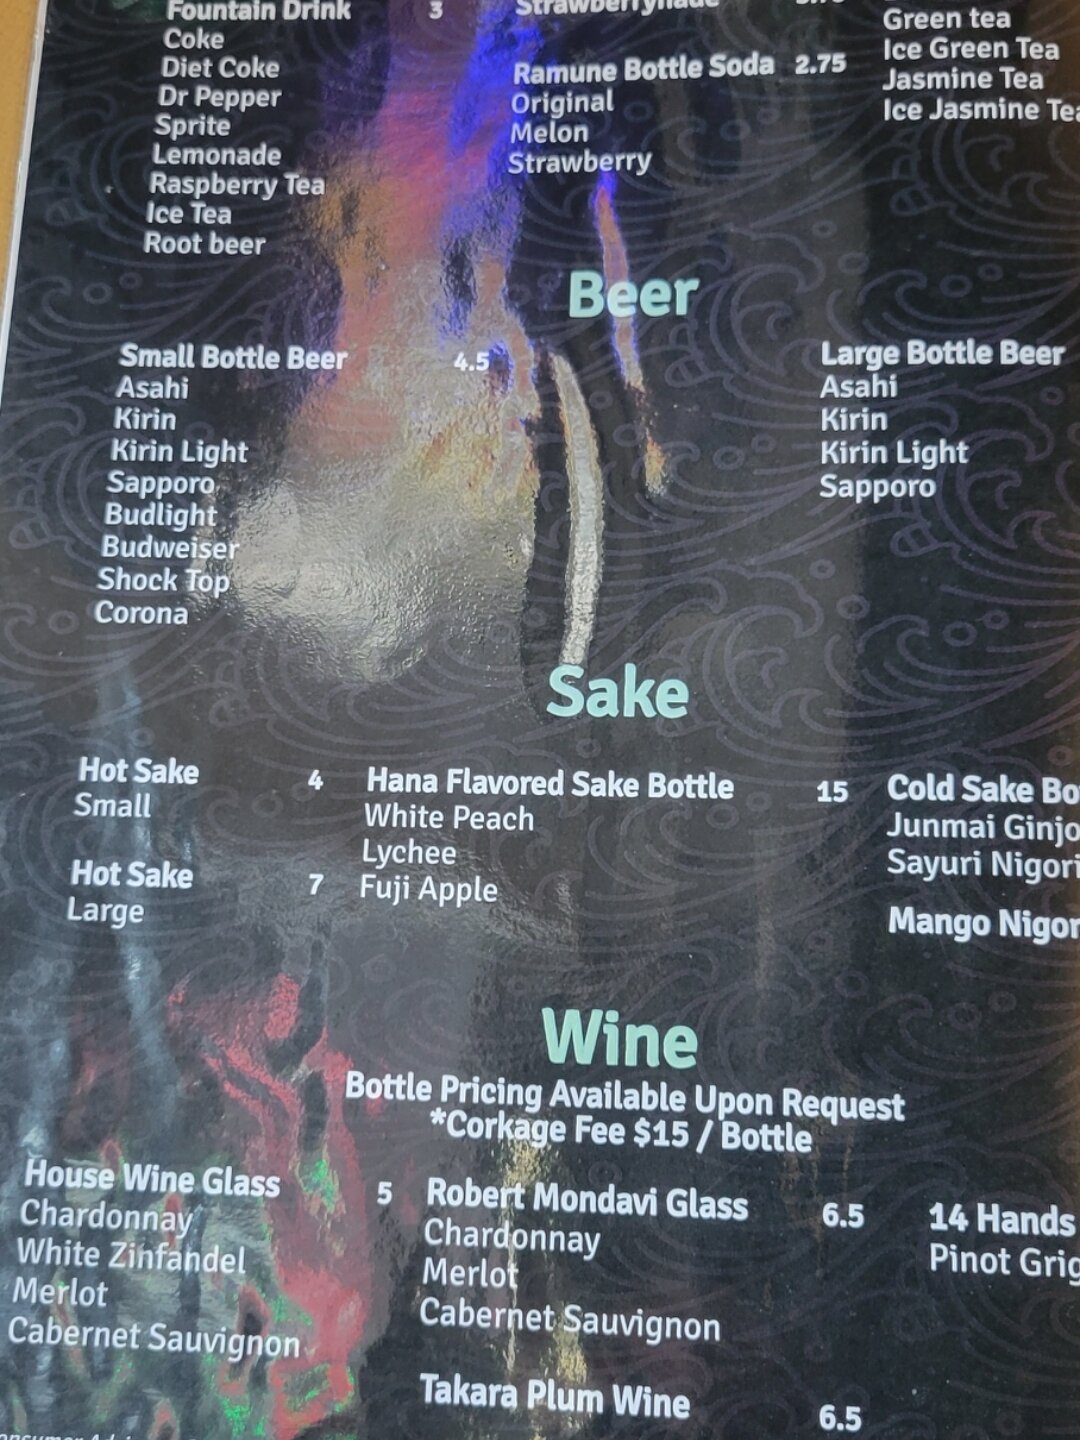 Fountain Drink 3
Coke
Diet Coke
Dr Pepper
Sprite
Lemonade
Raspberry Tea
Ice Tea
Root beer
Ramune Bottle Soda 2.75
Original
Melon
Strawberry
Green tea
Ice Green Tea
Jasmine Tea
Ice Jasmine Tea
Beer
Small Bottle Beer 4.5
Asahi
Kirin
Kirin Light
Sapporo
Budlight
Budweiser
Shock Top
Corona
Large Bottle Beer
Asahi
Kirin
Kirin Light
Sapporo
Sake
Hot Sake 4
Small
Hot Sake 7
Large
Hana Flavored Sake Bottle 15
White Peach
Lychee
Fuji Apple
Cold Sake
Junmai Ginjo
Sayuri Nigori
Mango
Wine
Bottle Pricing Available Upon Request
*Corkage Fee $15 / Bottle
House Wine Glass 5
Chardonnay
White Zinfandel
Merlot
Cabernet Sauvignon
Robert Mondavi Glass 6.5
Chardonnay
Merlot
Cabernet Sauvignon
Takara Plum Wine 6.5
14 Hands
Pinot